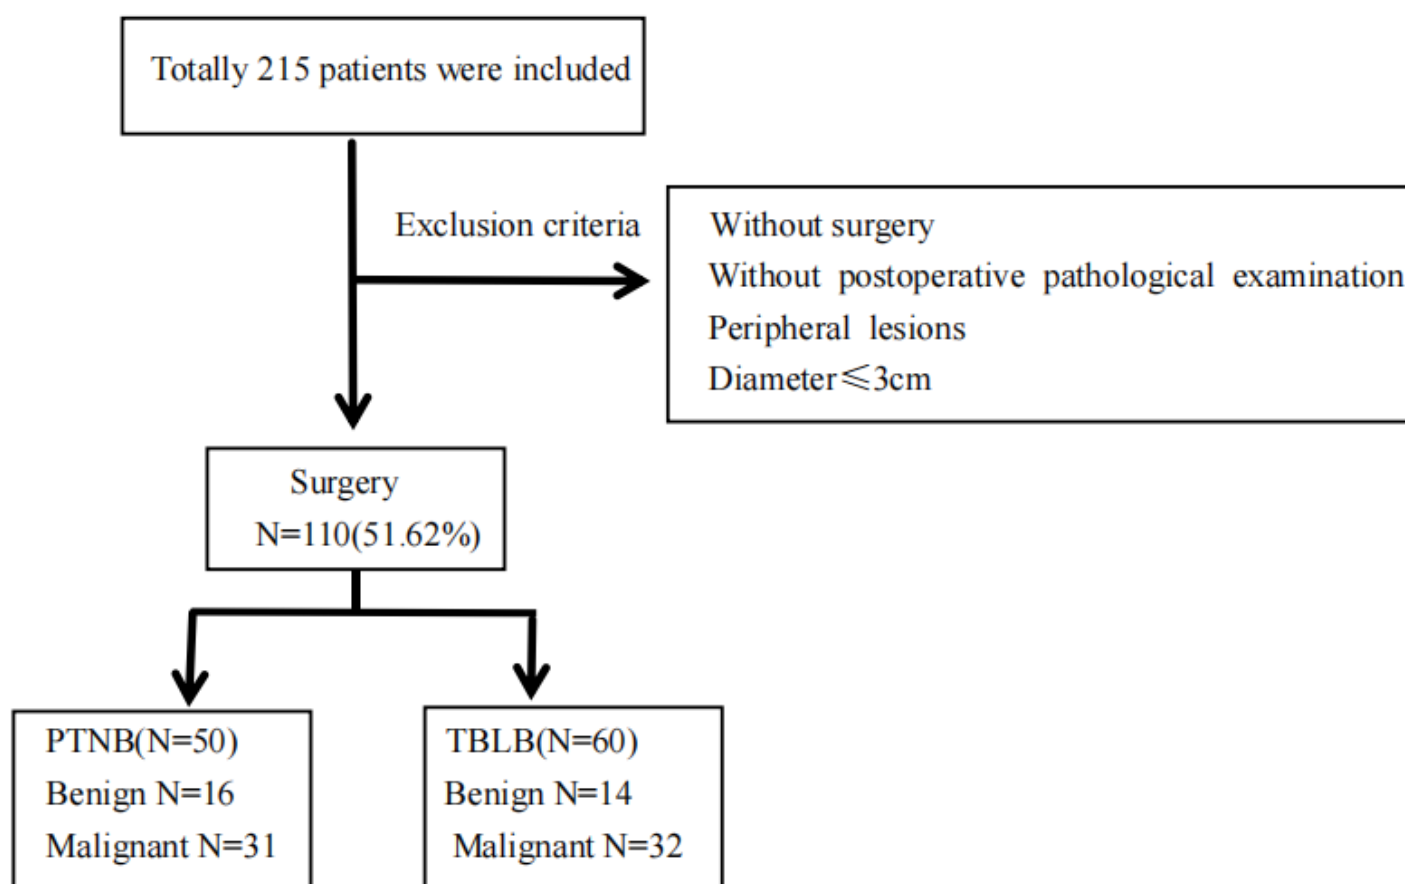 Totally 215 patients were included
Exclusion criteria
Without surgery
Without postoperative pathological examination
Peripheral lesions
Diameter≤3cm
Surgery
N=110(51.62%)
PTNB(N=50)
Benign N=16
Malignant N=31
TBLB(N=60)
Benign N=14
Malignant N=32